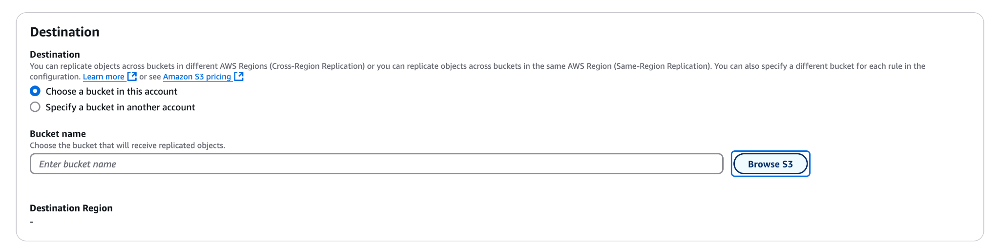 Destination
Destination
You can replicate objects across buckets in different AWS Regions (Cross-Region Replication) or you can replicate objects across buckets in the same AWS Region (Same-Region Replication). You can also specify a different bucket for each rule in the
configuration. Learn more or see Amazon S3 pricing
Choose a bucket in this account
Specify a bucket in another account
Bucket name
Choose the bucket that will receive replicated objects.
Enter bucket name
Browse S3
Destination Region
-